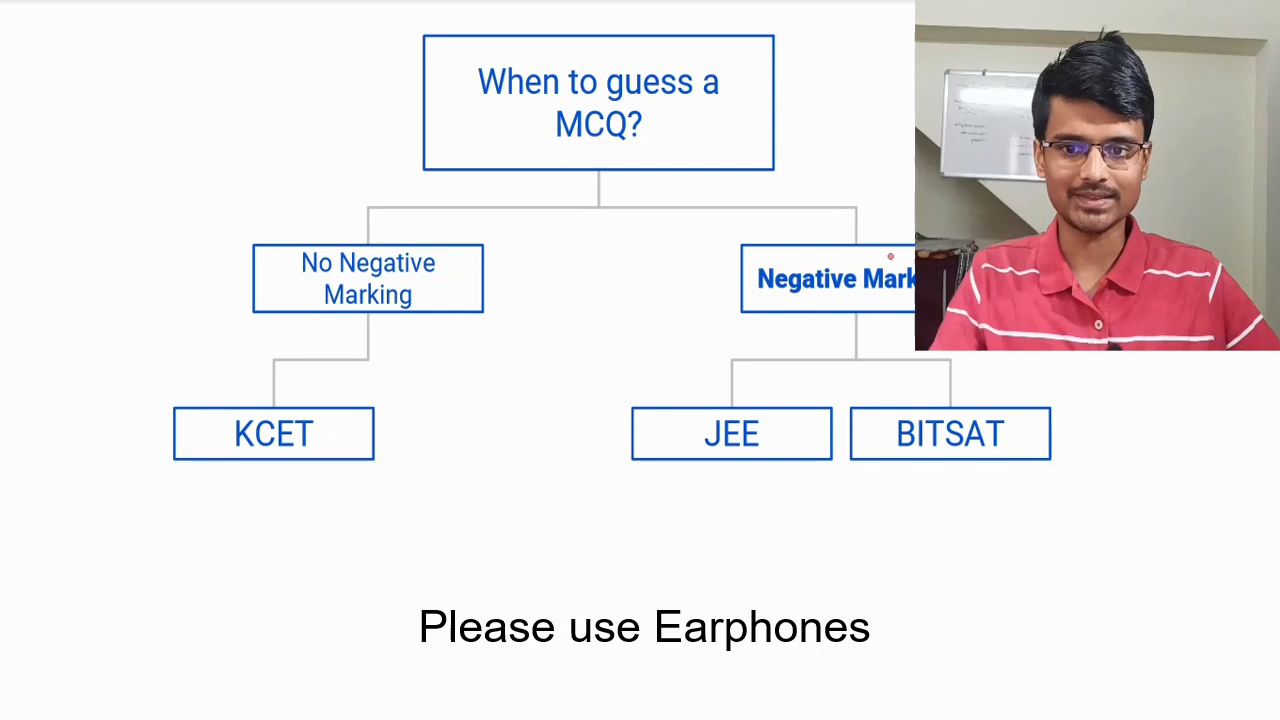 When to guess a
MCQ?
No Negative
Marking
Negative Mark
KCET
JEE
BITSAT
Please use Earphones